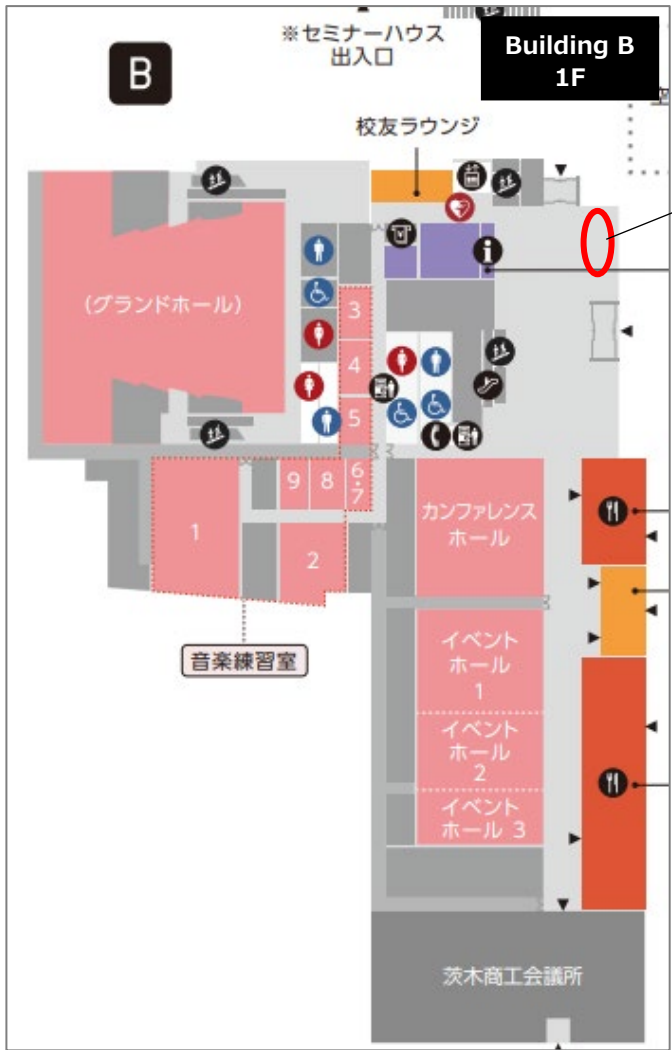 ※セミナーハウス
出入口
Building B
1F
B
校友ラウンジ
(グランドホール)
3
4
5
6・7
8
9
1
2
カンファレンス
ホール
音楽練習室
イベント
ホール
1
イベント
ホール
2
イベント
ホール 3
茨木商工会議所